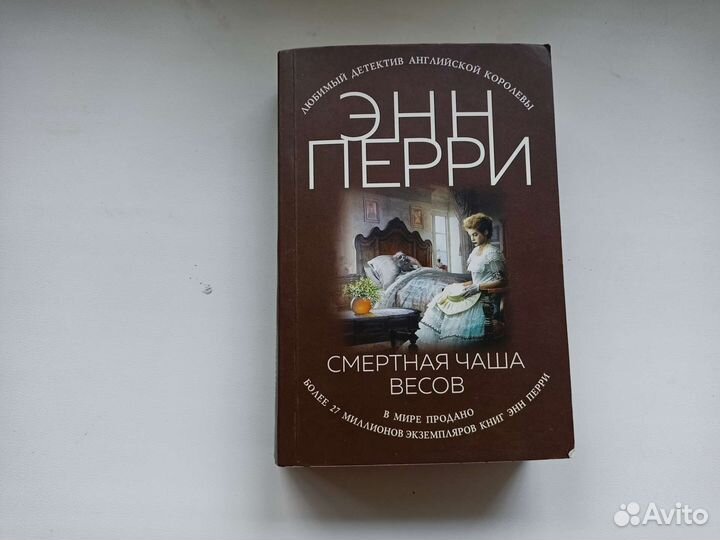 ЛЮБИМЫЙ ДЕТЕКТИВ АНГЛИЙСКОЙ КОРОЛЕВЫ
ЭНН
ПЕРРИ
СМЕРТНАЯ ЧАША
ВЕСОВ
В МИРЕ ПРОДАНО
БОЛЕЕ 27 МИЛЛИОНОВ ЭКЗЕМПЛЯРОВ КНИГ ЭНН ПЕРРИ
Avito